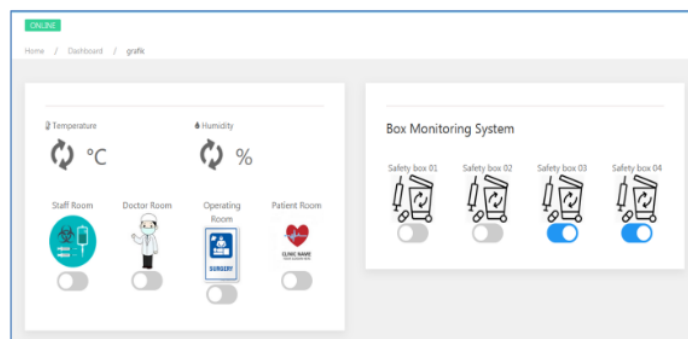 ONLINE
Home / Dashboard / grafik
Temperature
Humidity
°C
%
Staff Room
Doctor Room
Operating
Room
Patient Room
SURGERY
CLINIC NAME
Box Monitoring System
Safety box 01
Safety box 02
Safety box 03
Safety box 04